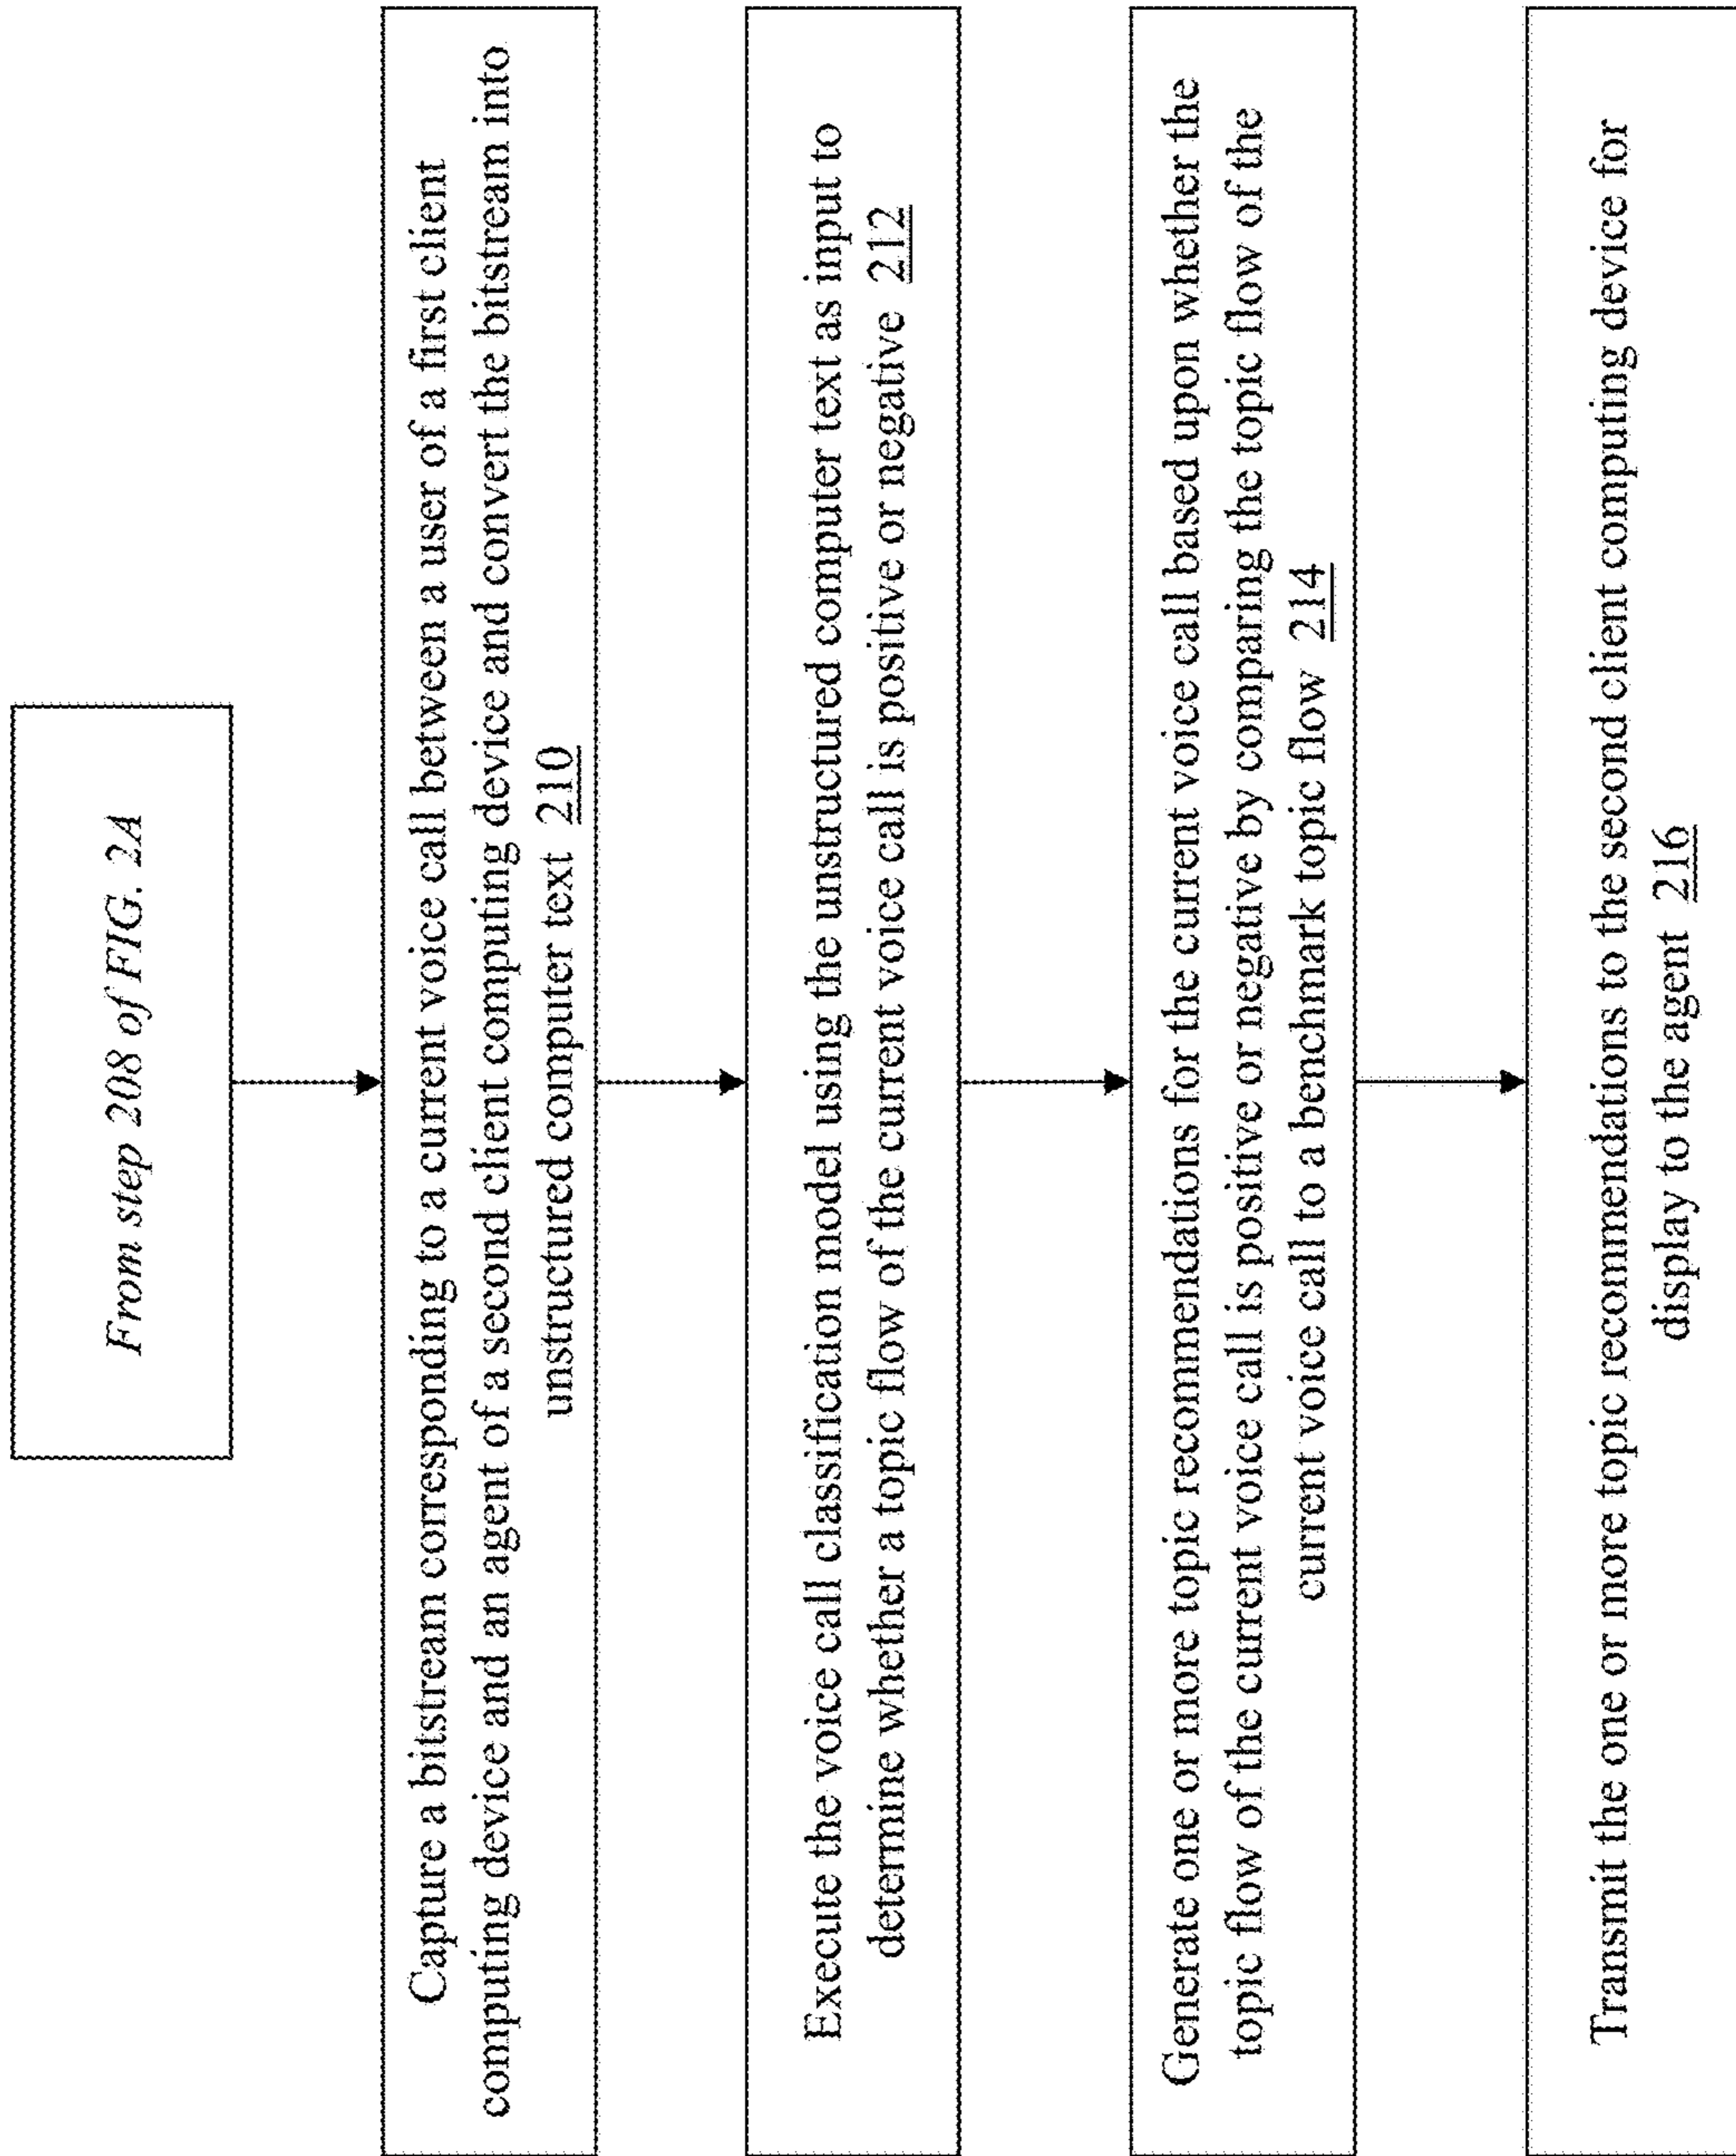 From step 208 of FIG. 2A
Capture a bitstream corresponding to a current voice call between a user of a first client
computing device and an agent of a second client computing device and convert the bitstream into
unstructured computer text 210
Execute the voice call classification model using the unstructured computer text as input to
determine whether a topic flow of the current voice call is positive or negative 212
Generate one or more topic recommendations for the current voice call based upon whether the
topic flow of the current voice call is positive or negative by comparing the topic flow of the
current voice call to a benchmark topic flow 214
Transmit the one or more topic recommendations to the second client computing device for
display to the agent 216